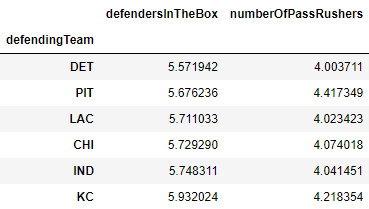 defendersInTheBox numberOfPassRushers
defendingTeam
DET 5.571942 4.003711
PIT 5.676236 4.417349
LAC 5.711033 4.023423
CHI 5.729290 4.074018
IND 5.748311 4.041451
KC 5.932024 4.218354